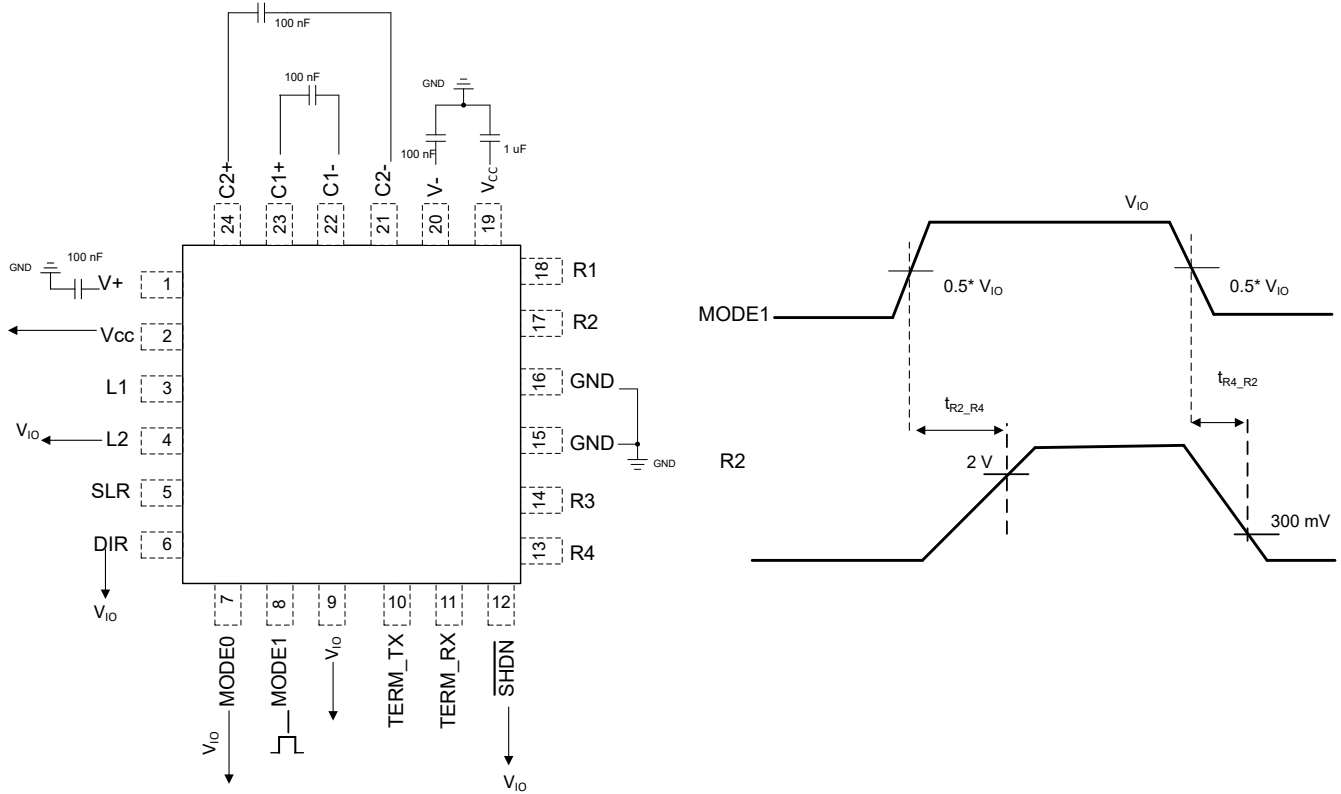 100 nF
100 nF
GND
100 nF
1 uF
C2+
C1+
C1-
C2-
V-
VCC
24
23
22
21
20
19
GND
100 nF
V+
1
Vcc
2
L1
3
VIO
L2
4
SLR
5
DIR
6
VIO
18
R1
17
R2
16
GND
15
GND
GND
14
R3
13
R4
7
8
9
10
11
12
MODE0
MODE1
VIO
TERM_TX
TERM_RX
SHDN
VIO
VIO
VIO
0.5* VIO
0.5* VIO
MODE1
tR2_R4
tR4_R2
R2
2 V
300 mV